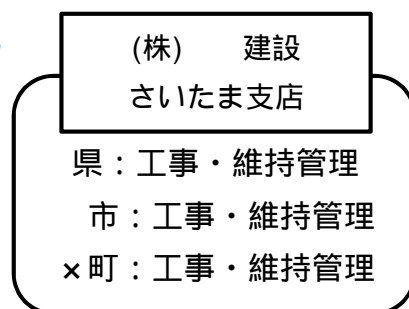 (株)　　建設
さいたま支店
県：工事・維持管理
市：工事・維持管理
×町：工事・維持管理